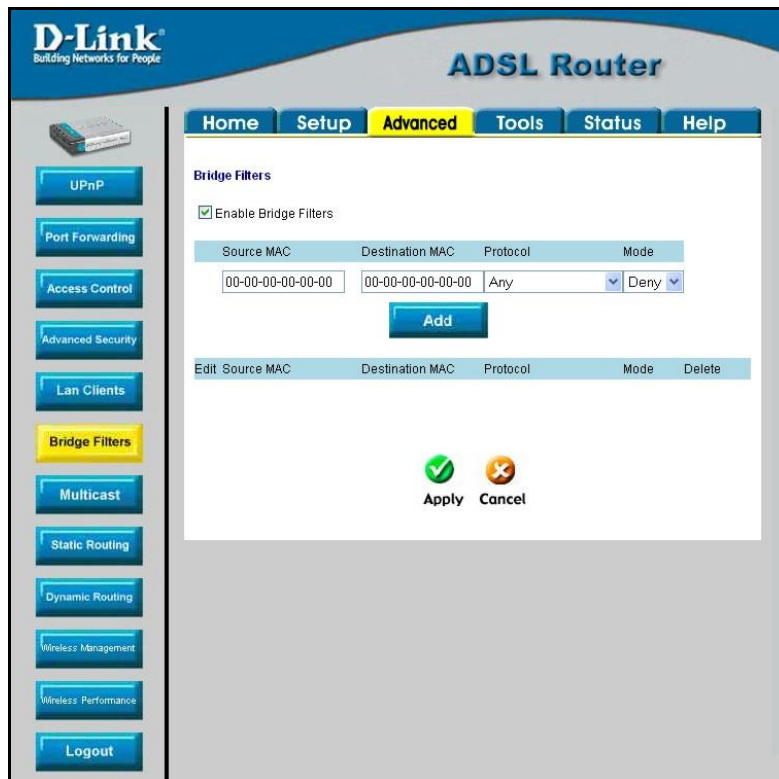 D-Link
Building Networks for People
ADSL Router
Home Setup Advanced Tools Status Help
UPnP
Port Forwarding
Access Control
Advanced Security
Lan Clients
Bridge Filters
Multicast
Static Routing
Dynamic Routing
Wireless Management
Wireless Performance
Logout
Bridge Filters
Enable Bridge Filters
Source MAC Destination MAC Protocol Mode
00-00-00-00-00-00 00-00-00-00-00-00 Any Deny
Add
Edit Source MAC Destination MAC Protocol Mode Delete
Apply Cancel